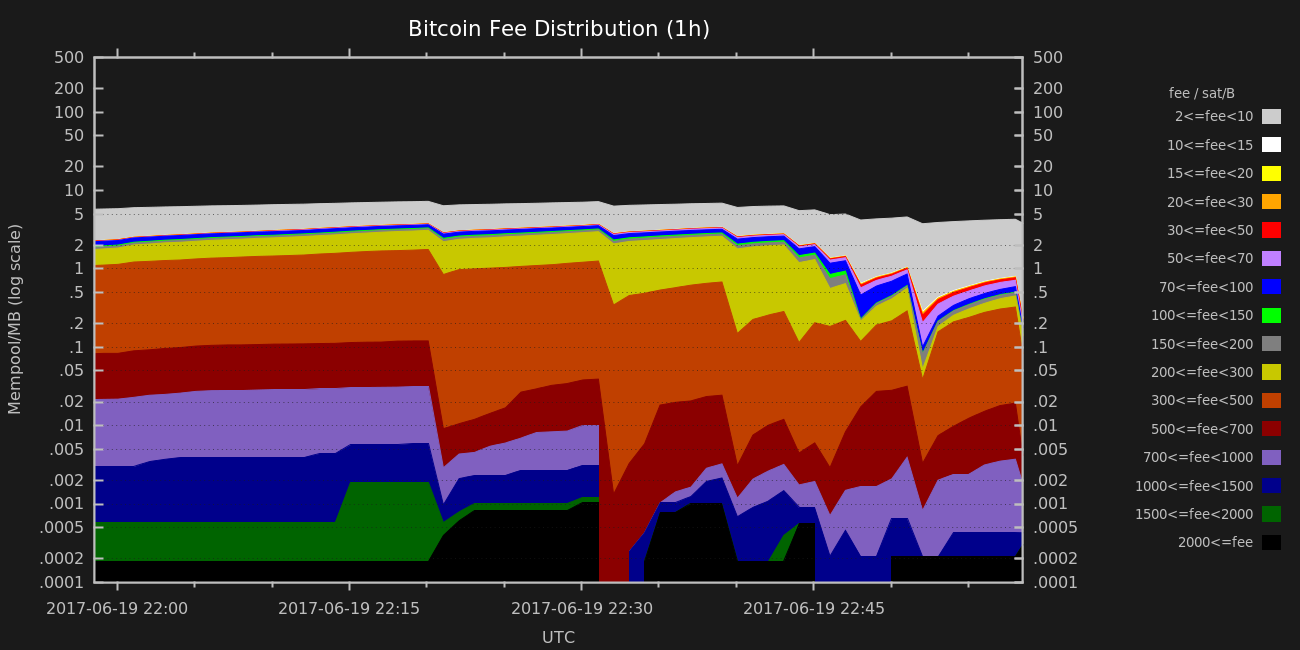 Bitcoin Fee Distribution (1h)
500 500
200 200
100 100
50 50
20 20
10 10
5 5
2 2
1 1
.5 .5
.2 .2
.1 .1
.05 .05
.02 .02
.01 .01
.005 .005
.002 .002
.001 .001
.0005 .0005
.0002 .0002
.0001 .0001
Mempool/MB (log scale)
2017-06-19 22:00 2017-06-19 22:15 2017-06-19 22:30 2017-06-19 22:45
UTC
fee / sat/B
2<=fee<10
10<=fee<15
15<=fee<20
20<=fee<30
30<=fee<50
50<=fee<70
70<=fee<100
100<=fee<150
150<=fee<200
200<=fee<300
300<=fee<500
500<=fee<700
700<=fee<1000
1000<=fee<1500
1500<=fee<2000
2000<=fee